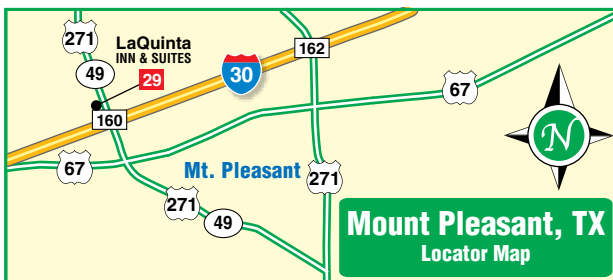 271
LaQuinta
INN & SUITES
49
29
162
30
160
67
67
Mt. Pleasant
271
271
49
N
Mount Pleasant, TX
Locator Map